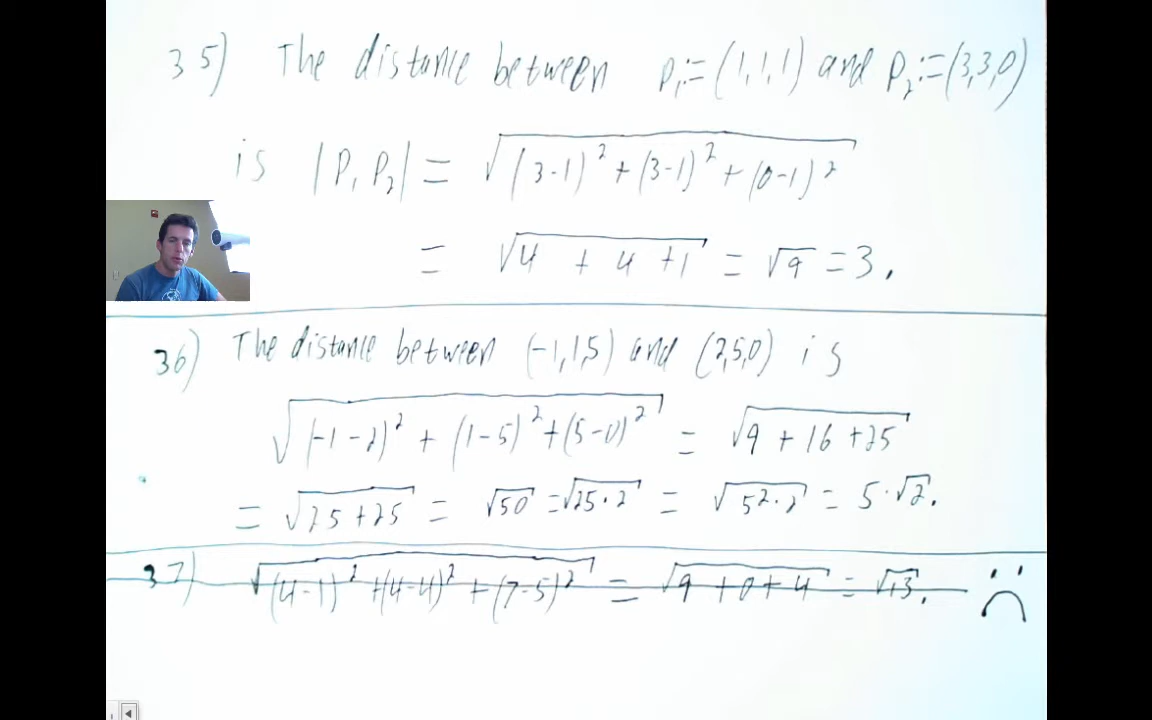 35) The distance between P₁:=(1,1,1) and P₂:=(3,3,0)
is |P₁P₂| = √((3-1)² + (3-1)² + (0-1)²)
= √(4 + 4 + 1) = √9 = 3.
36) The distance between (-1,1,5) and (2,5,0) is
√((-1-2)² + (1-5)² + (5-0)²) = √(9 + 16 + 25)
= √(25+25) = √50 = √(25·2) = √(5²·2) = 5·√2.
37) √((4-1)² + (4-4)² + (7-5)²) = √(9 + 0 + 4) = √13.